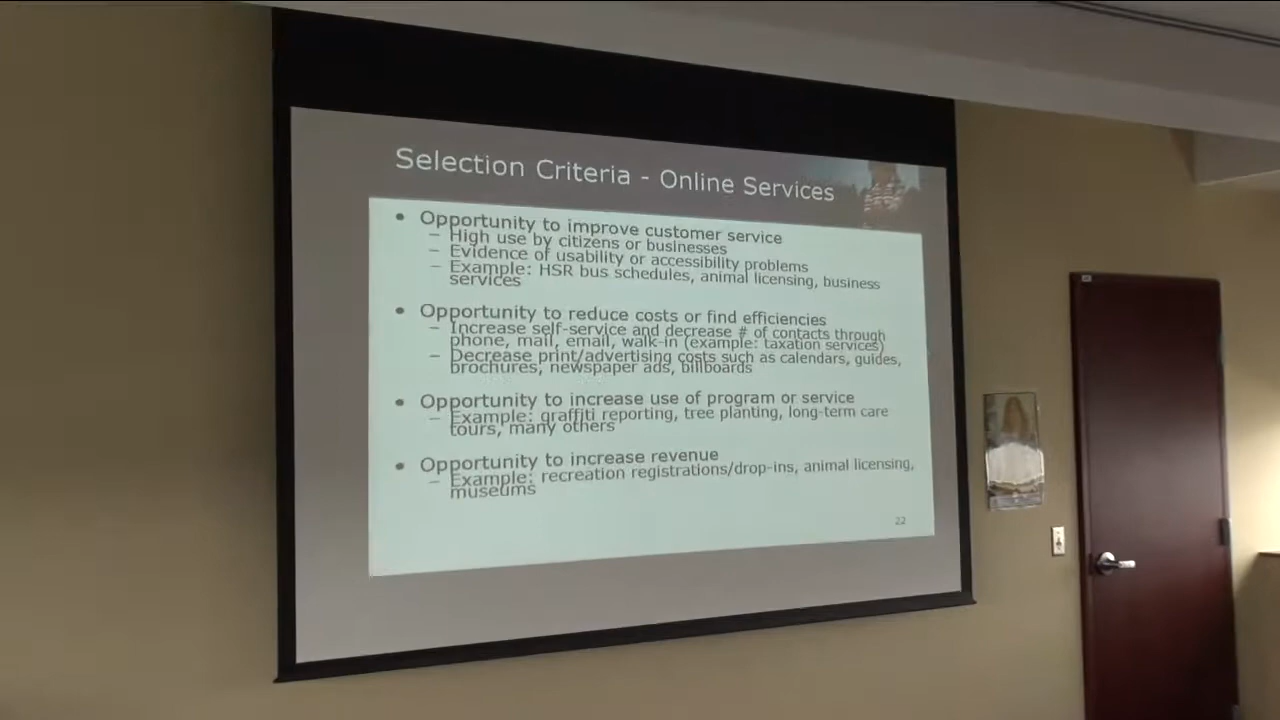 Selection Criteria - Online Services
• Opportunity to improve customer service
– High use by citizens or businesses
– Evidence of usability or accessibility problems
– Example: HSR bus schedules, animal licensing, business
services
• Opportunity to reduce costs or find efficiencies
– Increase self-service and decrease # of contacts through
phone, mail, email, walk-in (example: taxation services)
– Decrease print/advertising costs such as calendars, guides,
brochures, newspaper ads, billboards
• Opportunity to increase use of program or service
– Example: graffiti reporting, tree planting, long-term care
tours, many others
• Opportunity to increase revenue
– Example: recreation registrations/drop-ins, animal licensing,
museums
22